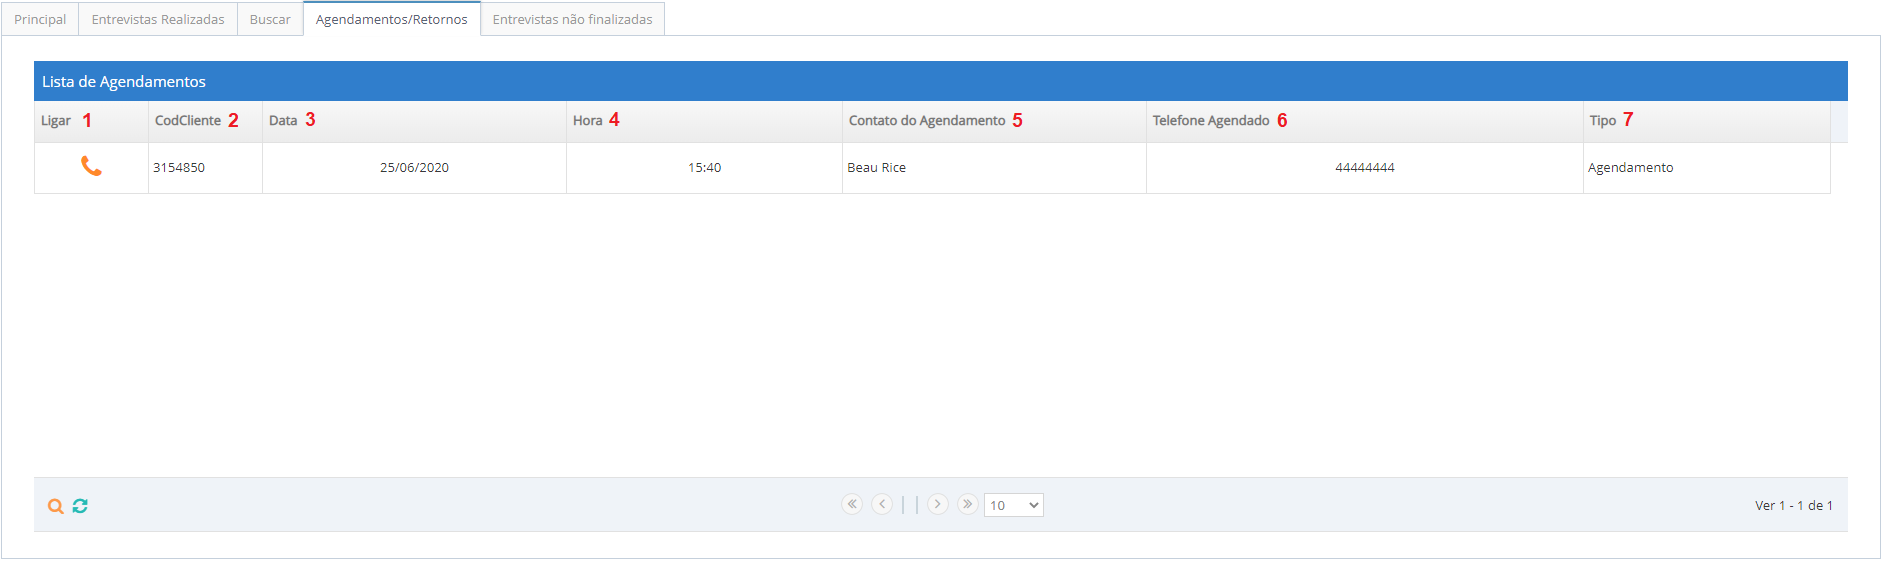 Principal Entrevistas Realizadas Buscar Agendamentos/Retornos Entrevistas não finalizadas
Lista de Agendamentos
Ligar 1 CodCliente 2 Data 3 Hora 4 Contato do Agendamento 5 Telefone Agendado 6 Tipo 7
3154850 25/06/2020 15:40 Beau Rice 44444444 Agendamento
10 Ver 1 - 1 de 1